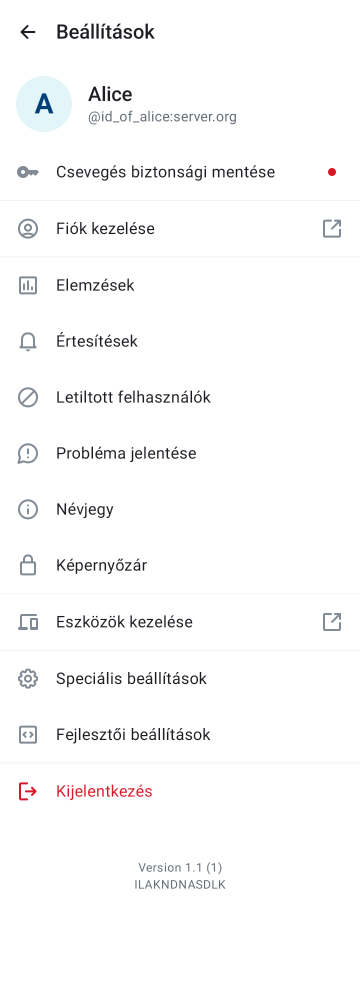 Beállítások
A
Alice
@id_of_alice:server.org
Csevegés biztonsági mentése
Fiók kezelése
Elemzések
Értesítések
Letiltott felhasználók
Probléma jelentése
Névjegy
Képernyőzár
Eszközök kezelése
Speciális beállítások
Fejlesztői beállítások
Kijelentkezés
Version 1.1 (1)
ILAKNDNASDLK